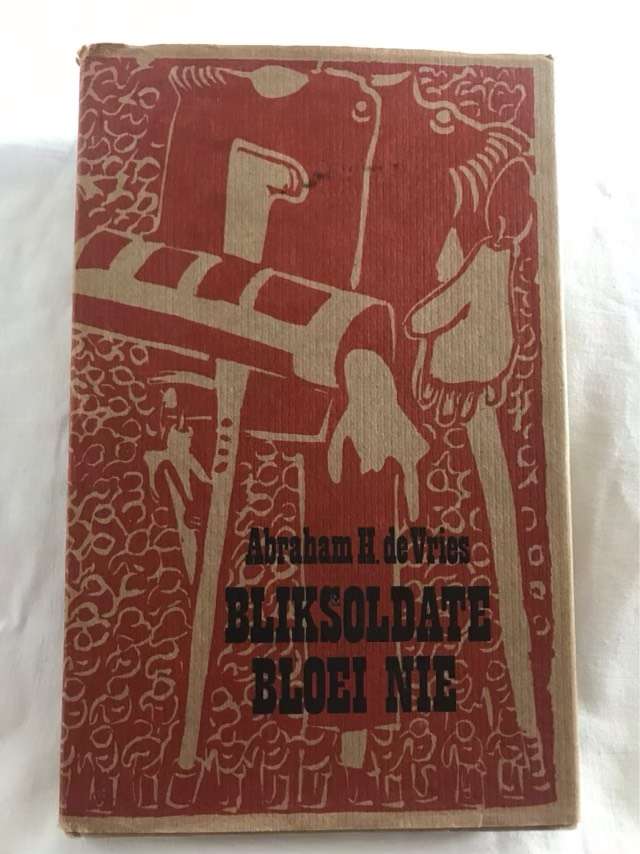 Abraham H. de Vries
BLIKSOLDATE
BLOEI NIE